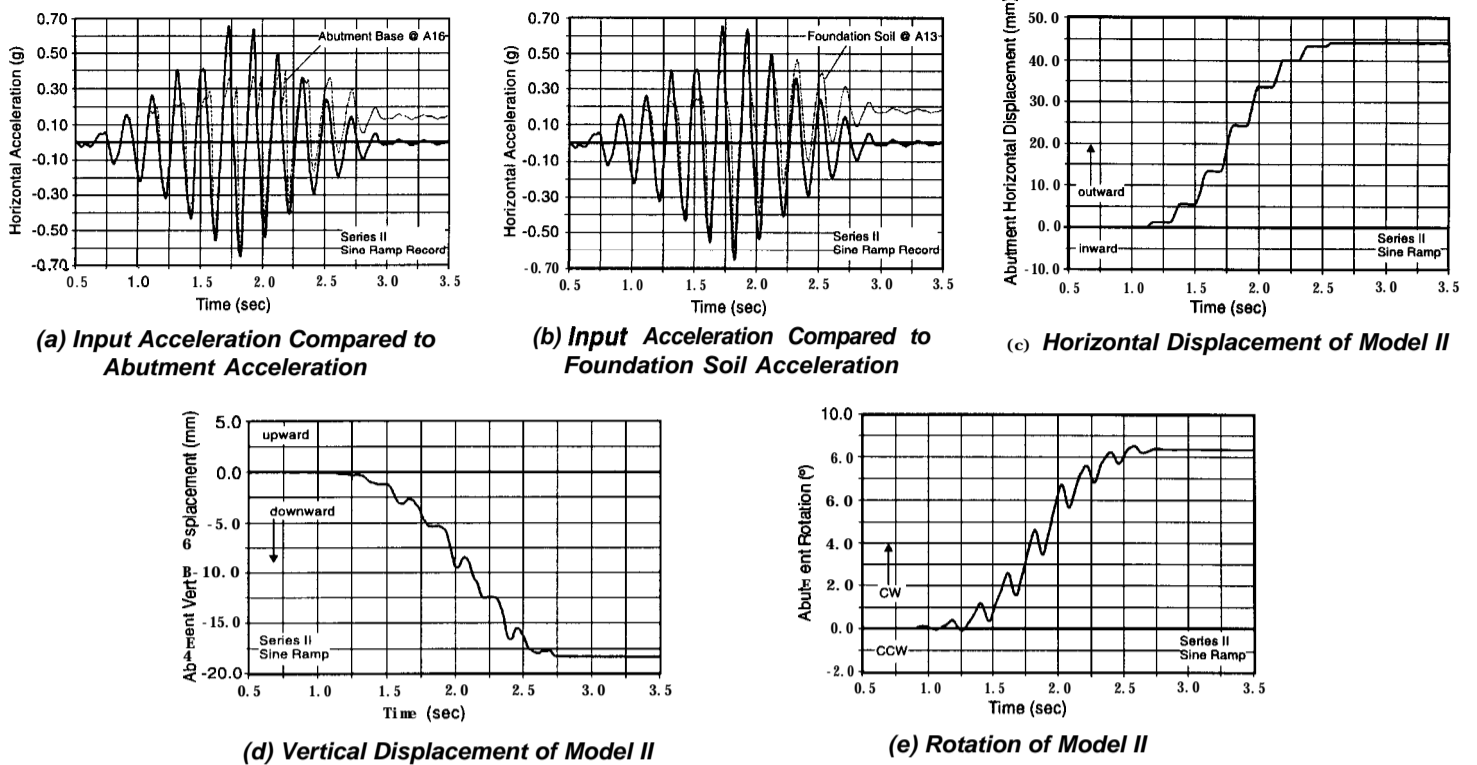 0.70
0.50
0.30
0.10
-0.10
-0.30
-0.50
-0.70
Horizontal Acceleration (g)
Abutment Base @ A16
Series II
Sine Ramp Record
0.5 1.0 1.5 2.0 2.5 3.0 3.5
Time (sec)
(a) Input Acceleration Compared to
Abutment Acceleration
0.70
0.50
0.30
0.10
-0.10
-0.30
-0.50
-0.70
Horizontal Acceleration (g)
Foundation Soil @ A13
Series II
Sine Ramp Record
0.5 1.0 1.5 2.0 2.5 3.0 3.5
Time (sec)
(b) Input Acceleration Compared to
Foundation Soil Acceleration
50.0
40.0
30.0
20.0
10.0
0.0
-10.0
Abutment Horizontal Displacement (mm)
outward
inward
Series II
Sine Ramp
0.5 1.0 1.5 2.0 2.5 3.0 3.5
Time (sec)
(c) Horizontal Displacement of Model II
5.0
0.0
-5.0
-10.0
-15.0
-20.0
splacement (mm)
upward
downward
Series II
Sine Ramp
0.5 1.0 1.5 2.0 2.5 3.0 3.5
Time (sec)
(d) Vertical Displacement of Model II
10.0
8.0
6.0
4.0
2.0
0.0
-2.0
ent Rotation (º)
CW
CCW
Series II
Sine Ramp
0.5 1.0 1.5 2.0 2.5 3.0 3.5
Time (sec)
(e) Rotation of Model II